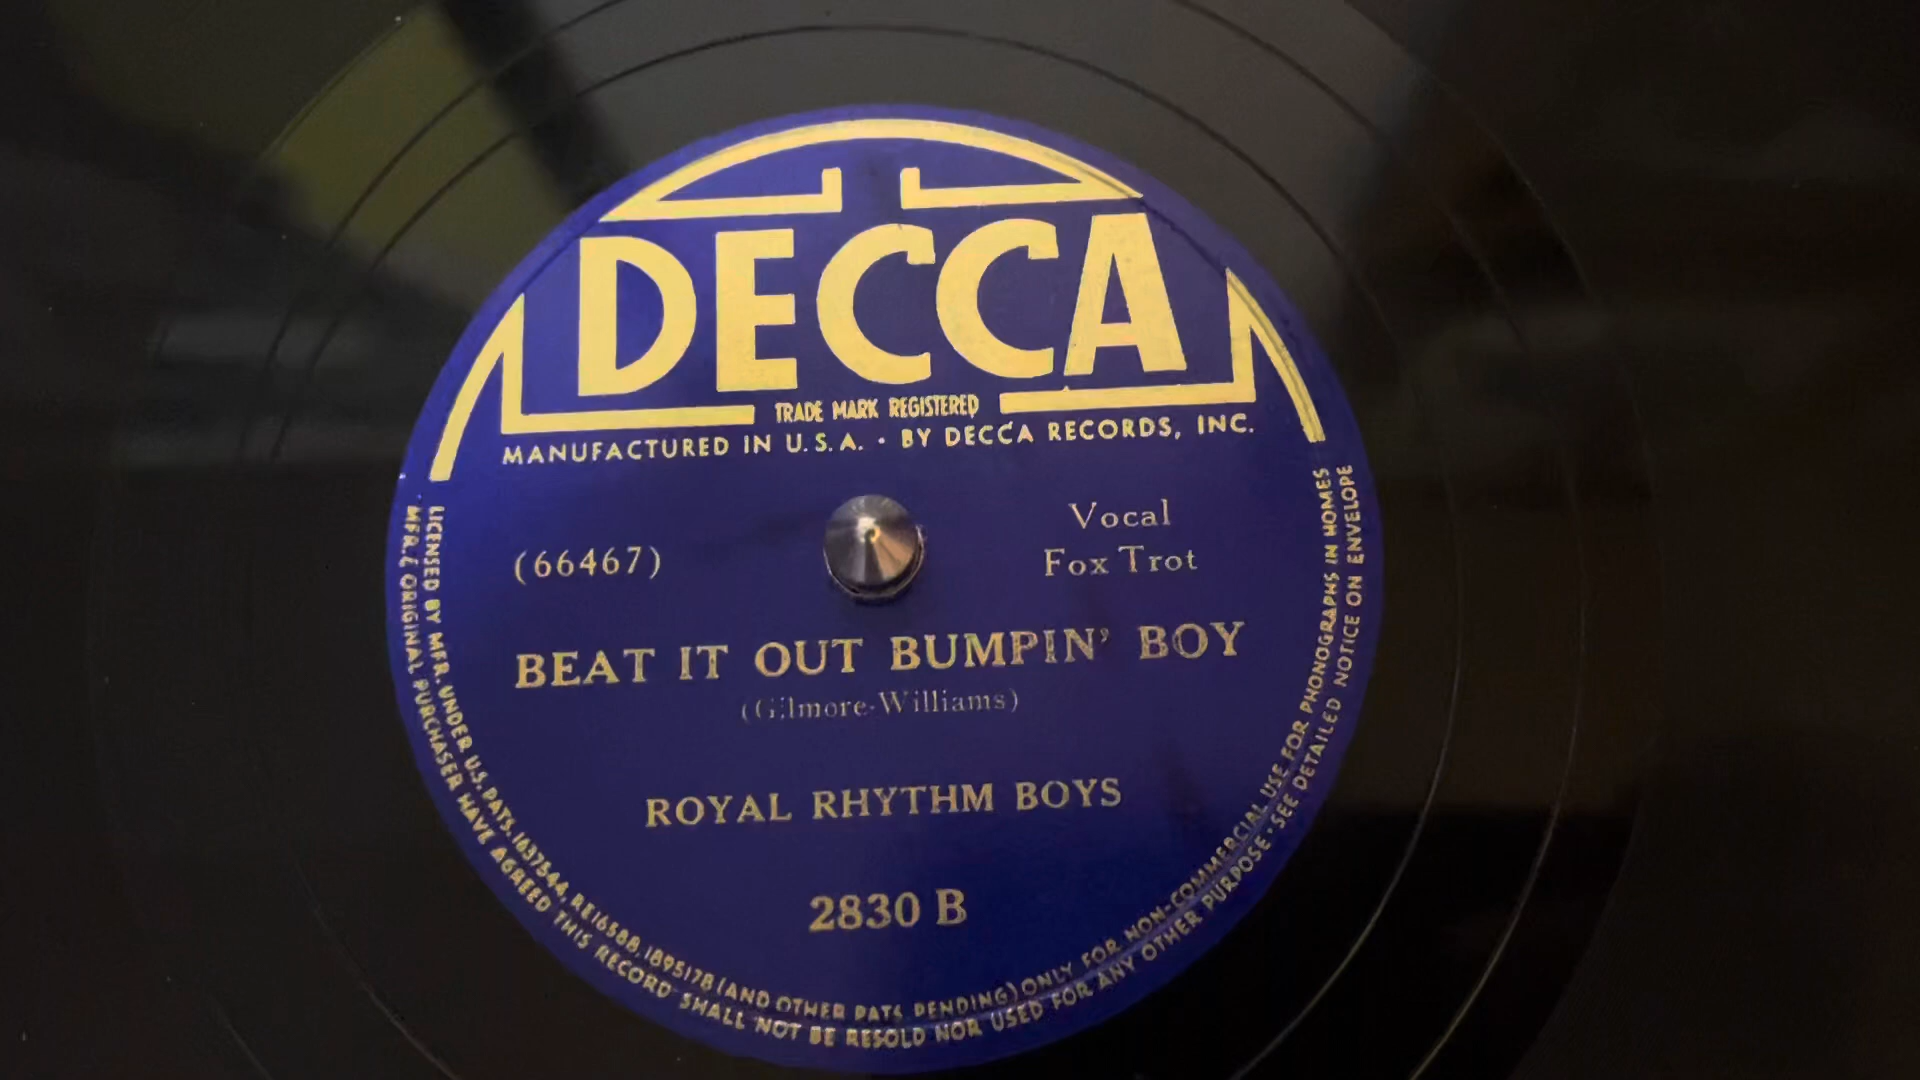 DECCA
TRADE MARK REGISTERED
MANUFACTURED IN U.S.A. • BY DECCA RECORDS, INC.
(66467)
Vocal
Fox Trot
BEAT IT OUT BUMPIN' BOY
(Gilmore-Williams)
ROYAL RHYTHM BOYS
2830 B
LICENSED BY MFR. UNDER U.S. PATS. 1637544, RE16588, 1895178 (AND OTHER PATS. PENDING) ONLY FOR NON-COMMERCIAL USE FOR PHONOGRAPHS IN HOMES
MFR. & ORIGINAL PURCHASER HAVE AGREED THIS RECORD SHALL NOT BE RESOLD NOR USED FOR ANY OTHER PURPOSE • SEE DETAILED NOTICE ON ENVELOPE